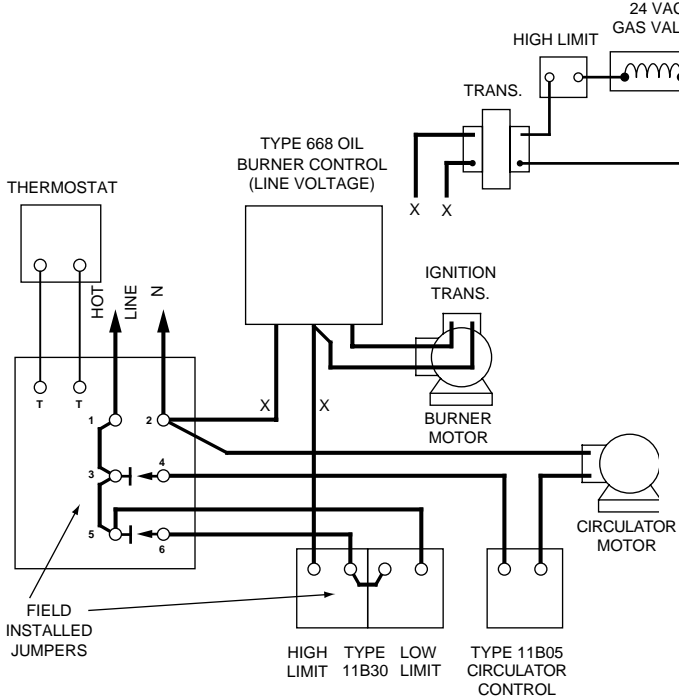 24 VAC
GAS VAL
HIGH LIMIT
TRANS.
TYPE 668 OIL
BURNER CONTROL
(LINE VOLTAGE)
X X
THERMOSTAT
IGNITION
TRANS.
HOT
LINE
N
T T
X X
BURNER
MOTOR
1 2
3 4
5 6
CIRCULATOR
MOTOR
FIELD
INSTALLED
JUMPERS
HIGH
LIMIT
TYPE
11B30
LOW
LIMIT
TYPE 11B05
CIRCULATOR
CONTROL